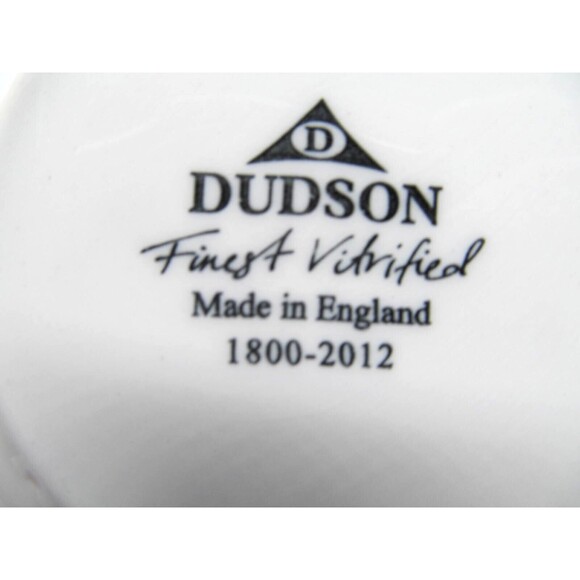 D
DUDSON
Finest Vitrified
Made in England
1800-2012